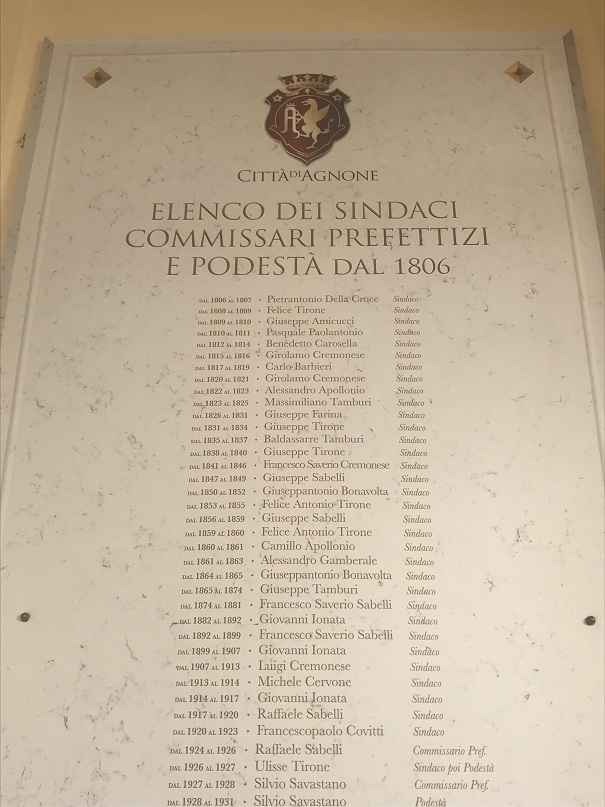 CITTÀ DI AGNONE
ELENCO DEI SINDACI
COMMISSARI PREFETTIZI
E PODESTÀ DAL 1806
DAL 1806 AL 1807 • Pietrantonio Della Croce Sindaco
DAL 1808 AL 1809 • Felice Tirone Sindaco
DAL 1809 AL 1810 • Giuseppe Amicucci Sindaco
DAL 1810 AL 1811 • Pasquale Paolantonio Sindaco
DAL 1812 AL 1814 • Benedetto Carosella Sindaco
DAL 1815 AL 1816 • Girolamo Cremonese Sindaco
DAL 1817 AL 1819 • Carlo Barbieri Sindaco
DAL 1820 AL 1821 • Girolamo Cremonese Sindaco
DAL 1822 AL 1823 • Alessandro Apollonio Sindaco
DAL 1823 AL 1825 • Massimiliano Tamburi Sindaco
DAL 1826 AL 1831 • Giuseppe Farina Sindaco
DAL 1831 AL 1834 • Giuseppe Tirone Sindaco
DAL 1835 AL 1837 • Baldassarre Tamburi Sindaco
DAL 1838 AL 1840 • Giuseppe Tirone Sindaco
DAL 1841 AL 1846 • Francesco Saverio Cremonese Sindaco
DAL 1847 AL 1849 • Giuseppe Sabelli Sindaco
DAL 1850 AL 1852 • Giuseppantonio Bonavolta Sindaco
DAL 1853 AL 1855 • Felice Antonio Tirone Sindaco
DAL 1856 AL 1859 • Giuseppe Sabelli Sindaco
DAL 1859 AL 1860 • Felice Antonio Tirone Sindaco
DAL 1860 AL 1861 • Camillo Apollonio Sindaco
DAL 1861 AL 1863 • Alessandro Gamberale Sindaco
DAL 1864 AL 1865 • Giuseppantonio Bonavolta Sindaco
DAL 1865 AL 1874 • Giuseppe Tamburi Sindaco
DAL 1874 AL 1881 • Francesco Saverio Sabelli Sindaco
DAL 1882 AL 1892 • Giovanni Ionata Sindaco
DAL 1892 AL 1899 • Francesco Saverio Sabelli Sindaco
DAL 1899 AL 1907 • Giovanni Ionata Sindaco
DAL 1907 AL 1913 • Luigi Cremonese Sindaco
DAL 1913 AL 1914 • Michele Cervone Sindaco
DAL 1914 AL 1917 • Giovanni Ionata Sindaco
DAL 1917 AL 1920 • Raffaele Sabelli Sindaco
DAL 1920 AL 1923 • Francescopaolo Covitti Sindaco
DAL 1924 AL 1926 • Raffaele Sabelli Commissario Pref.
DAL 1926 AL 1927 • Ulisse Tirone Sindaco poi Podestà
DAL 1927 AL 1928 • Silvio Savastano Commissario Pref.
DAL 1928 AL 1931 • Silvio Savastano Podestà